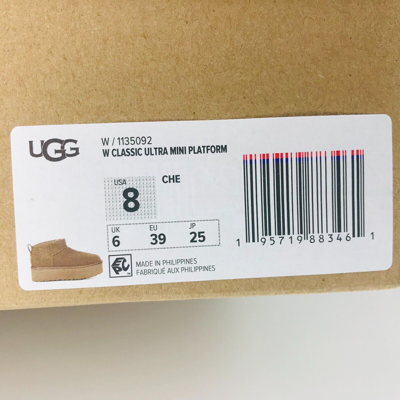 UGG
W / 1135092
W CLASSIC ULTRA MINI PLATFORM
USA
8
CHE
UK EU JP
6 39 25
MADE IN PHILIPPINES
FABRIQUÉ AUX PHILIPPINES
1 95719 88346 1